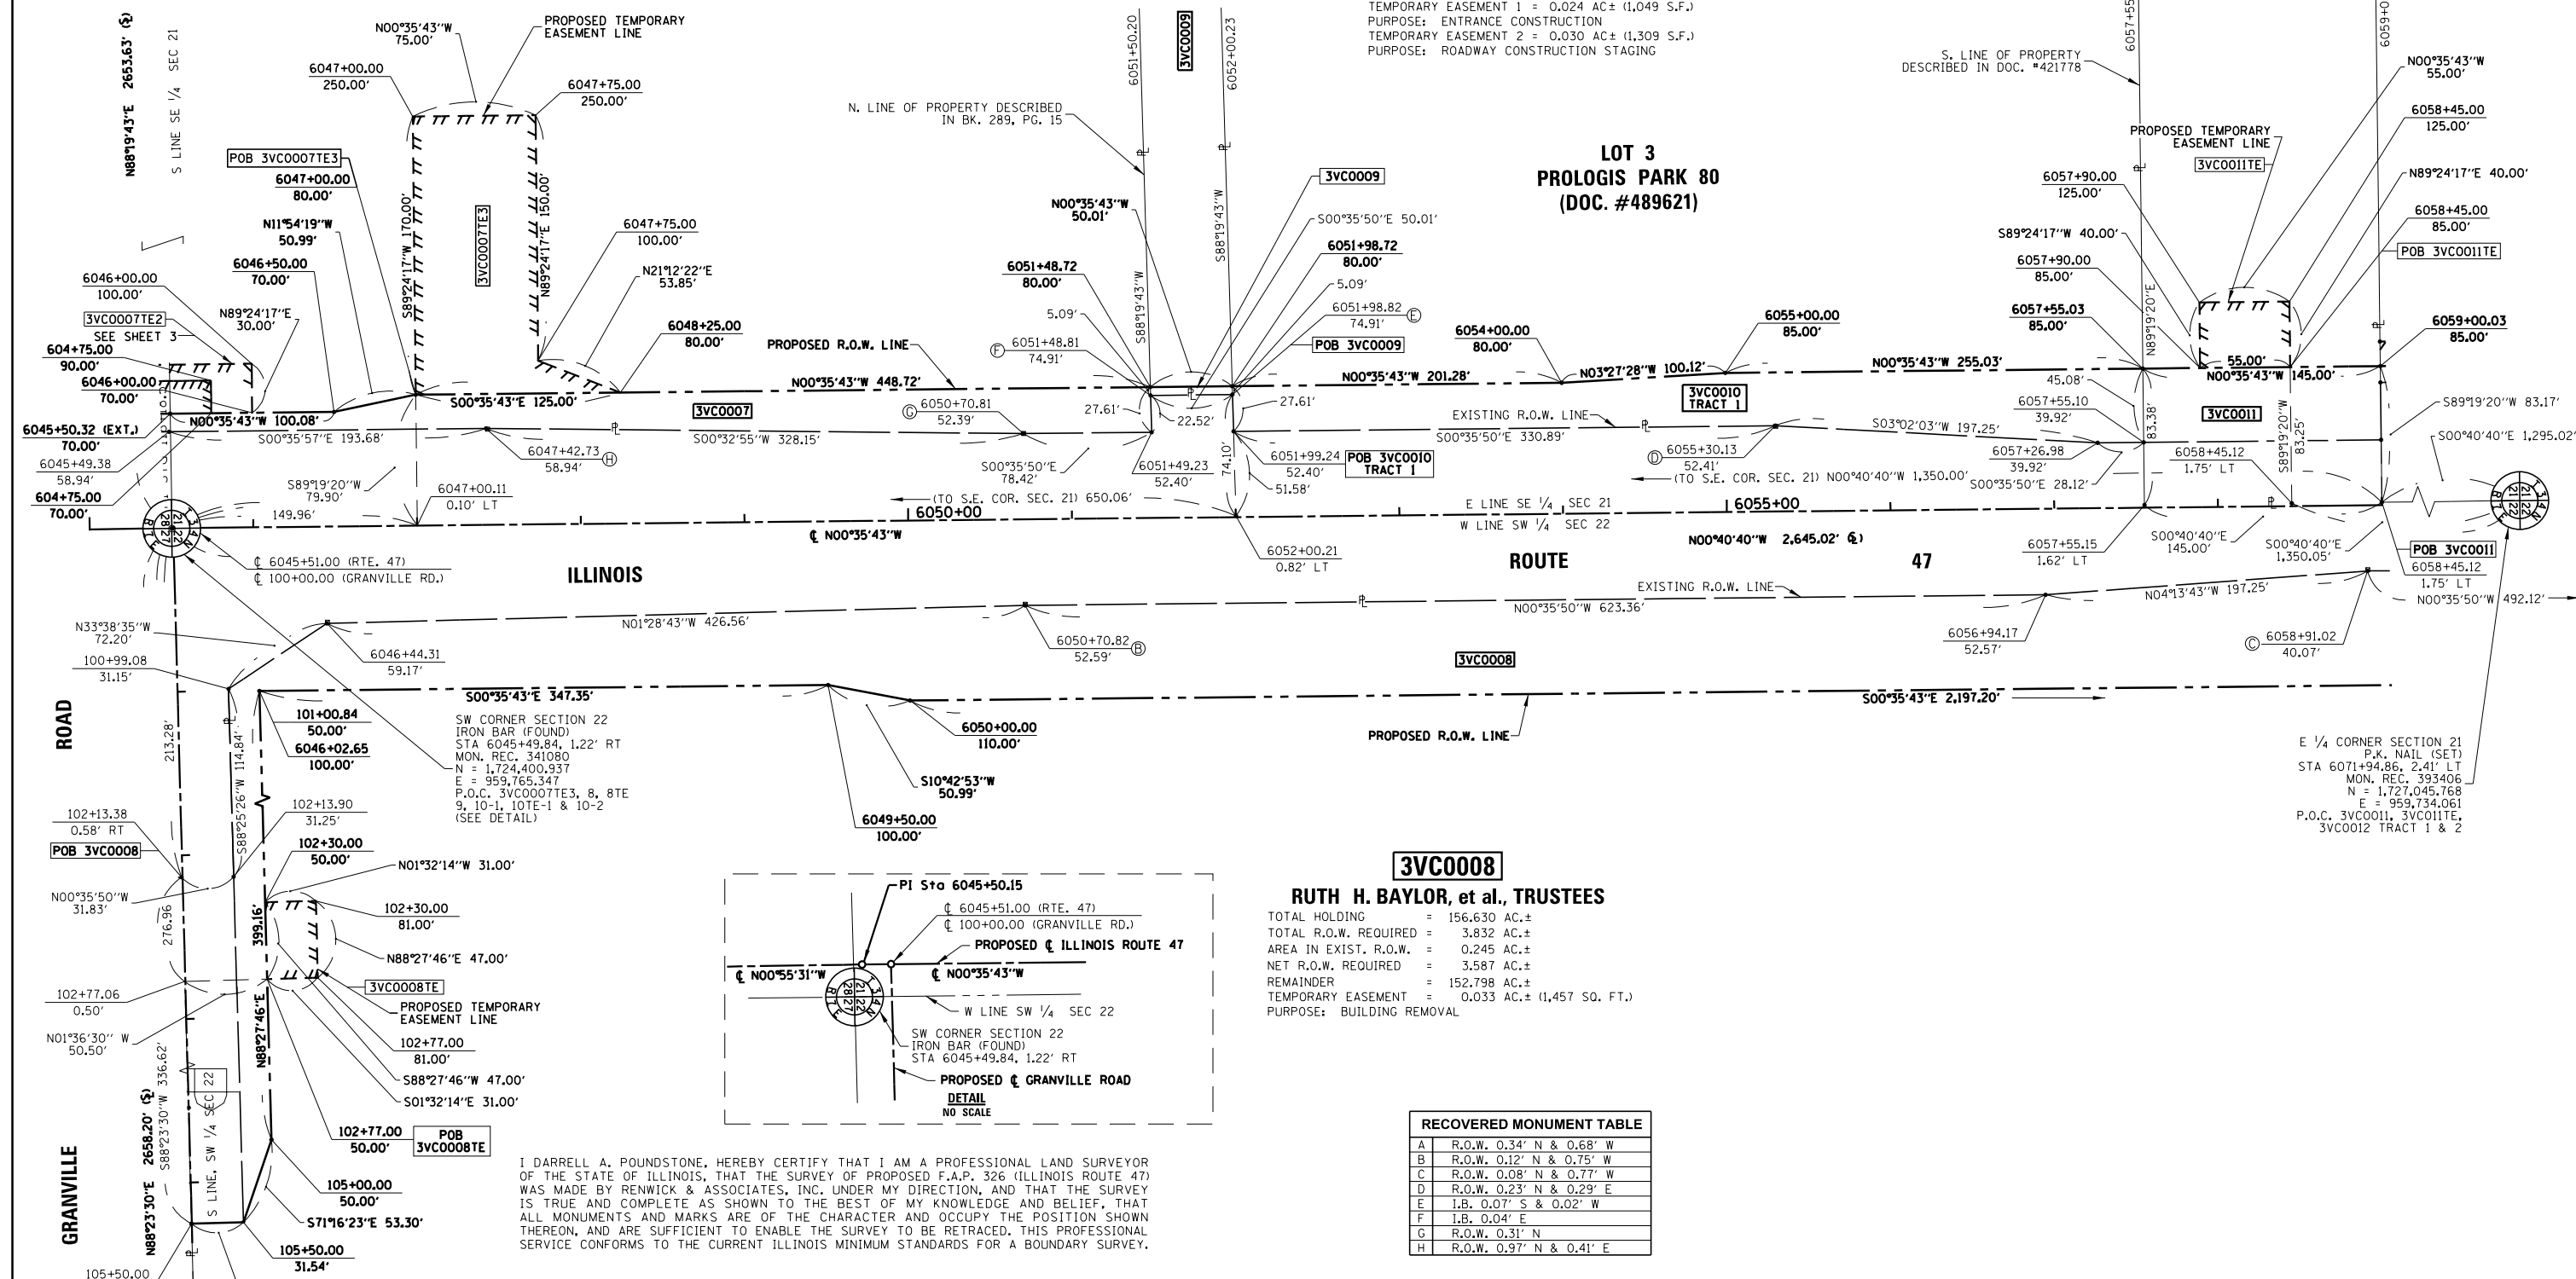 TEMPORARY EASEMENT 1 = 0.024 AC± (1,049 S.F.)
PURPOSE: ENTRANCE CONSTRUCTION
TEMPORARY EASEMENT 2 = 0.030 AC± (1,309 S.F.)
PURPOSE: ROADWAY CONSTRUCTION STAGING
N88°19'43"E 2653.63' (℄)
S LINE SE 1/4 SEC 21
N00°35'43"W
75.00'
PROPOSED TEMPORARY
EASEMENT LINE
6047+00.00
250.00'
6047+75.00
250.00'
POB 3VC0007TE3
6047+00.00
80.00'
N11°54'19"W
50.99'
6046+50.00
70.00'
6046+00.00
100.00'
3VC0007TE2
SEE SHEET 3
N89°24'17"E
30.00'
604+75.00
90.00'
6046+00.00
70.00'
6045+50.32 (EXT.)
70.00'
6045+49.38
58.94'
604+75.00
70.00'
S89°24'17"W 170.00'
3VC0007TE3
N89°24'17"E 150.00'
6047+75.00
100.00'
N21°12'22"E
53.85'
6048+25.00
80.00'
N00°35'43"W 100.08'
S00°35'43"E 125.00'
S00°35'57"E 193.68'
3VC0007
S00°32'55"W 328.15'
6047+42.73 Ⓗ
58.94'
S89°19'20"W
79.90'
149.96'
6047+00.11
0.10' LT
N. LINE OF PROPERTY DESCRIBED
IN BK. 289, PG. 15
6051+50.20
3VC0009
6052+00.23
N00°35'43"W
50.01'
3VC0009
S00°35'50"E 50.01'
6051+98.72
80.00'
5.09'
6051+98.82 Ⓔ
74.91'
POB 3VC0009
6051+48.72
80.00'
5.09'
Ⓕ 6051+48.81
74.91'
S88°19'43"W
S88°19'43"W
PROPOSED R.O.W. LINE
N00°35'43"W 448.72'
Ⓖ 6050+70.81
52.39'
27.61'
22.52'
27.61'
S00°35'50"E
78.42'
6051+49.23
52.40'
74.10'
6051+99.24
52.40'
51.58'
POB 3VC0010
TRACT 1
(TO S.E. COR. SEC. 21) 650.06'
6050+00
LOT 3
PROLOGIS PARK 80
(DOC. #489621)
6054+00.00
80.00'
6055+00.00
85.00'
N00°35'43"W 201.28'
N03°27'28"W 100.12'
N00°35'43"W 255.03'
3VC0010
TRACT 1
EXISTING R.O.W. LINE
S00°35'50"E 330.89'
Ⓓ 6055+30.13
52.41'
S03°02'03"W 197.25'
(TO S.E. COR. SEC. 21) N00°40'40"W 1,350.00'
E LINE SE 1/4 SEC 21
W LINE SW 1/4 SEC 22
6055+00
S. LINE OF PROPERTY
DESCRIBED IN DOC. #421778
6057+55
6059+0
N00°35'43"W
55.00'
6058+45.00
125.00'
PROPOSED TEMPORARY
EASEMENT LINE
3VC0011TE
N89°24'17"E 40.00'
6057+90.00
125.00'
6058+45.00
85.00'
POB 3VC0011TE
S89°24'17"W 40.00'
6057+90.00
85.00'
6057+55.03
85.00'
N89°19'20"E
6059+00.03
85.00'
55.00'
N00°35'43"W 145.00'
45.08'
6057+55.10
39.92'
83.38'
3VC0011
S89°19'20"W
83.25'
S89°19'20"W 83.17'
S00°40'40"E 1,295.02'
6057+26.98
39.92'
S00°35'50"E 28.12'
6058+45.12
1.75' LT
℄ N00°35'43"W
6052+00.21
0.82' LT
N00°40'40"W 2,645.02' (℄)
6057+55.15
1.62' LT
S00°40'40"E
145.00'
S00°40'40"E
1,350.05'
POB 3VC0011
6058+45.12
1.75' LT
℄ 6045+51.00 (RTE. 47)
℄ 100+00.00 (GRANVILLE RD.)
ILLINOIS ROUTE 47
EXISTING R.O.W. LINE
N33°38'35"W
72.20'
N01°28'43"W 426.56'
N00°35'50"W 623.36'
N04°13'43"W 197.25'
N00°35'50"W 492.12'
100+99.08
31.15'
6046+44.31
59.17'
6050+70.82 Ⓑ
52.59'
3VC0008
6056+94.17
52.57'
Ⓒ 6058+91.02
40.07'
ROAD
213.28'
S88°25'26"W 114.84'
S00°35'43"E 347.35'
S00°35'43"E 2,197.20'
101+00.84
50.00'
6046+02.65
100.00'
SW CORNER SECTION 22
IRON BAR (FOUND)
STA 6045+49.84, 1.22' RT
MON. REC. 341080
N = 1,724,400.937
E = 959,765.347
P.O.C. 3VC0007TE3, 8, 8TE
9, 10-1, 10TE-1 & 10-2
(SEE DETAIL)
6050+00.00
110.00'
S10°42'53"W
50.99'
6049+50.00
100.00'
PROPOSED R.O.W. LINE
E 1/4 CORNER SECTION 21
P.K. NAIL (SET)
STA 6071+94.86, 2.41' LT
MON. REC. 393406
N = 1,727,045.768
E = 959,734.061
P.O.C. 3VC0011, 3VC011TE,
3VC0012 TRACT 1 & 2
102+13.38
0.58' RT
POB 3VC0008
102+13.90
31.25'
102+30.00
50.00'
N01°32'14"W 31.00'
N00°35'50"W
31.83'
276.96
399.16'
102+30.00
81.00'
N88°27'46"E 47.00'
3VC0008TE
PROPOSED TEMPORARY
EASEMENT LINE
102+77.06
0.50'
N01°36'30" W
50.50'
N88°27'46"E
102+77.00
81.00'
S88°27'46"W 47.00'
S01°32'14"E 31.00'
102+77.00
50.00'
POB
3VC0008TE
GRANVILLE
N88°23'30"E 2658.20' (℄)
S88°23'30"W 336.62'
S LINE, SW 1/4 SEC 22
105+00.00
50.00'
S71°16'23"E 53.30'
105+50.00
31.54'
105+50.00
PI Sta 6045+50.15
℄ 6045+51.00 (RTE. 47)
℄ 100+00.00 (GRANVILLE RD.)
PROPOSED ℄ ILLINOIS ROUTE 47
℄ N00°55'31"W
℄ N00°35'43"W
W LINE SW 1/4 SEC 22
SW CORNER SECTION 22
IRON BAR (FOUND)
STA 6045+49.84, 1.22' RT
PROPOSED ℄ GRANVILLE ROAD
DETAIL
NO SCALE
3VC0008
RUTH H. BAYLOR, et al., TRUSTEES
TOTAL HOLDING = 156.630 AC.±
TOTAL R.O.W. REQUIRED = 3.832 AC.±
AREA IN EXIST. R.O.W. = 0.245 AC.±
NET R.O.W. REQUIRED = 3.587 AC.±
REMAINDER = 152.798 AC.±
TEMPORARY EASEMENT = 0.033 AC.± (1,457 SQ. FT.)
PURPOSE: BUILDING REMOVAL
I DARRELL A. POUNDSTONE, HEREBY CERTIFY THAT I AM A PROFESSIONAL LAND SURVEYOR
OF THE STATE OF ILLINOIS, THAT THE SURVEY OF PROPOSED F.A.P. 326 (ILLINOIS ROUTE 47)
WAS MADE BY RENWICK & ASSOCIATES, INC. UNDER MY DIRECTION, AND THAT THE SURVEY
IS TRUE AND COMPLETE AS SHOWN TO THE BEST OF MY KNOWLEDGE AND BELIEF, THAT
ALL MONUMENTS AND MARKS ARE OF THE CHARACTER AND OCCUPY THE POSITION SHOWN
THEREON, AND ARE SUFFICIENT TO ENABLE THE SURVEY TO BE RETRACED. THIS PROFESSIONAL
SERVICE CONFORMS TO THE CURRENT ILLINOIS MINIMUM STANDARDS FOR A BOUNDARY SURVEY.
RECOVERED MONUMENT TABLE
A R.O.W. 0.34' N & 0.68' W
B R.O.W. 0.12' N & 0.75' W
C R.O.W. 0.08' N & 0.77' W
D R.O.W. 0.23' N & 0.29' E
E I.B. 0.07' S & 0.02' W
F I.B. 0.04' E
G R.O.W. 0.31' N
H R.O.W. 0.97' N & 0.41' E